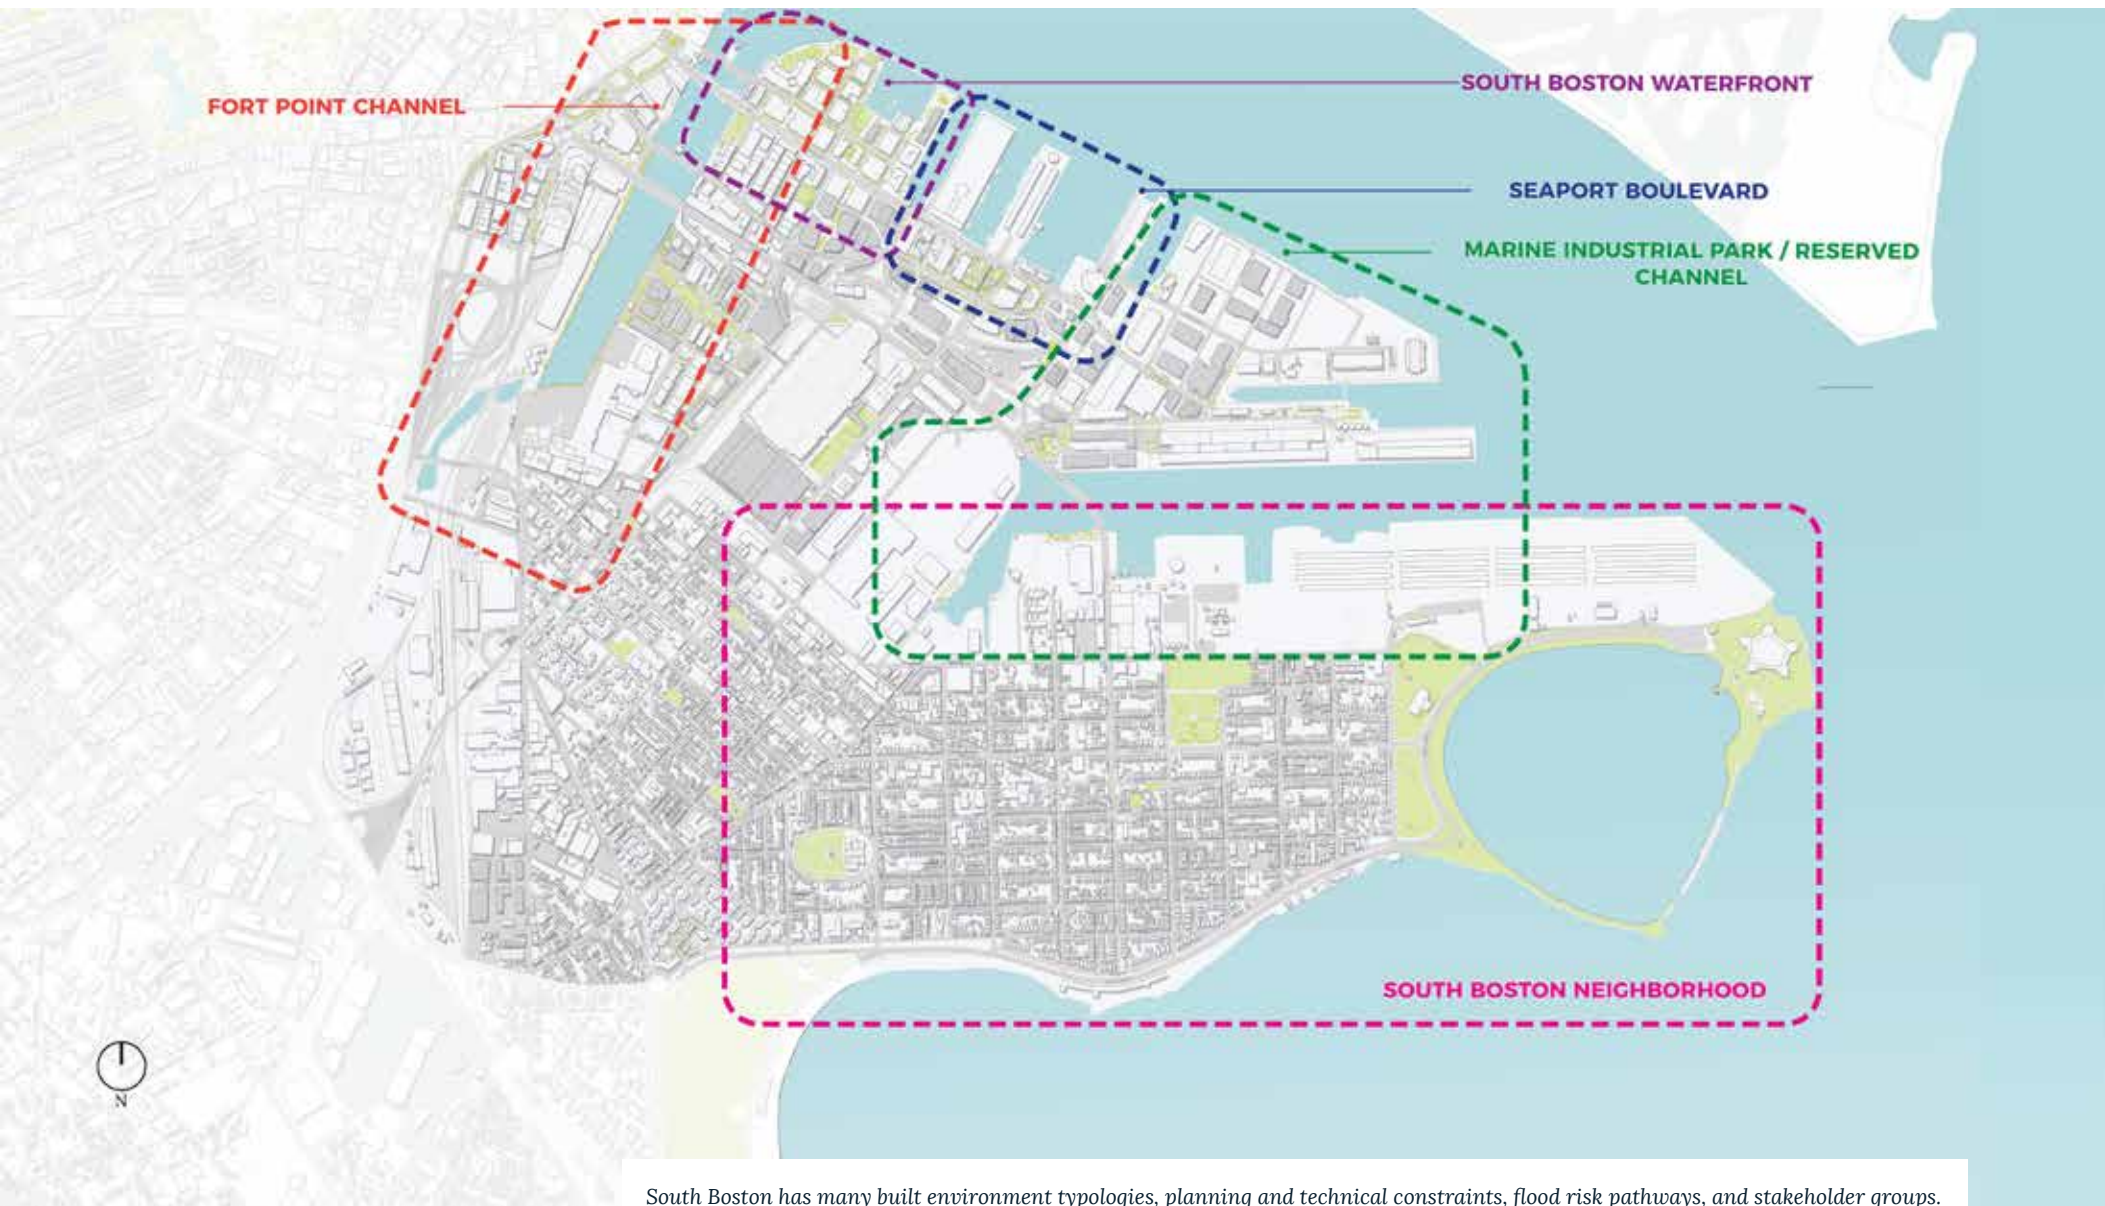 FORT POINT CHANNEL
SOUTH BOSTON WATERFRONT
SEAPORT BOULEVARD
MARINE INDUSTRIAL PARK / RESERVED
CHANNEL
SOUTH BOSTON NEIGHBORHOOD
N
South Boston has many built environment typologies, planning and technical constraints, flood risk pathways, and stakeholder groups.